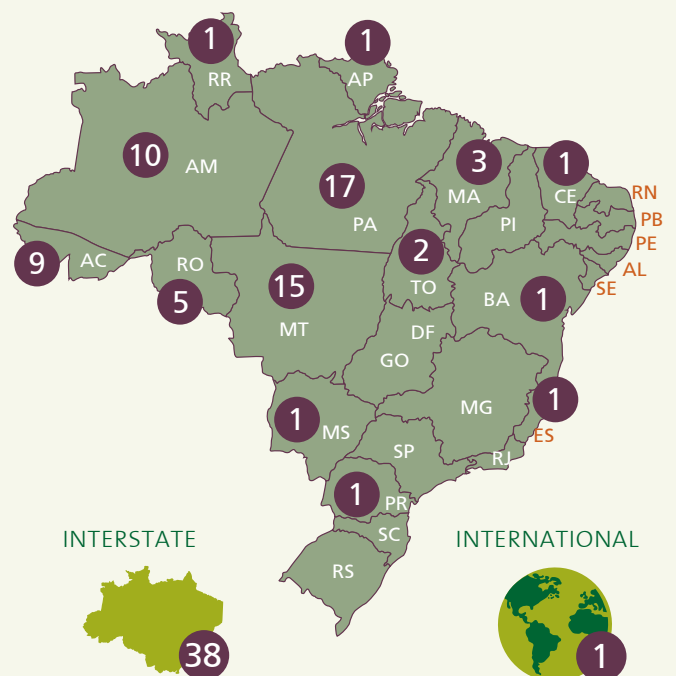 1
RR
1
AP
10
AM
17
PA
3
MA
1
CE
RN
PI
PB
PE
AL
SE
9
AC
RO
5
15
MT
2
TO
BA
1
DF
GO
MG
1
ES
1
MS
SP
RJ
1
PR
SC
RS
INTERSTATE
38
INTERNATIONAL
1